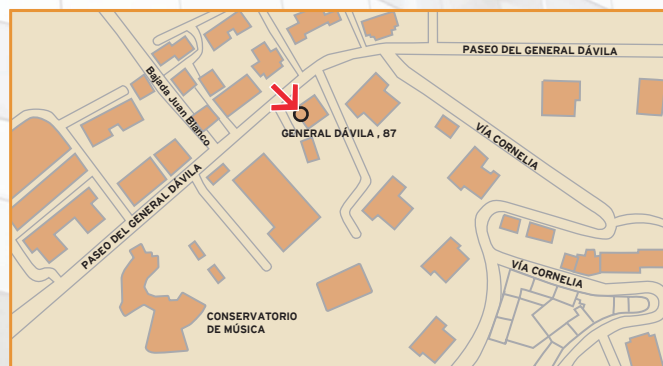 PASEO DEL GENERAL DÁVILA
Bajada Juan Blanco
GENERAL DÁVILA , 87
VÍA CORNELIA
PASEO DEL GENERAL DÁVILA
VÍA CORNELIA
CONSERVATORIO
DE MÚSICA